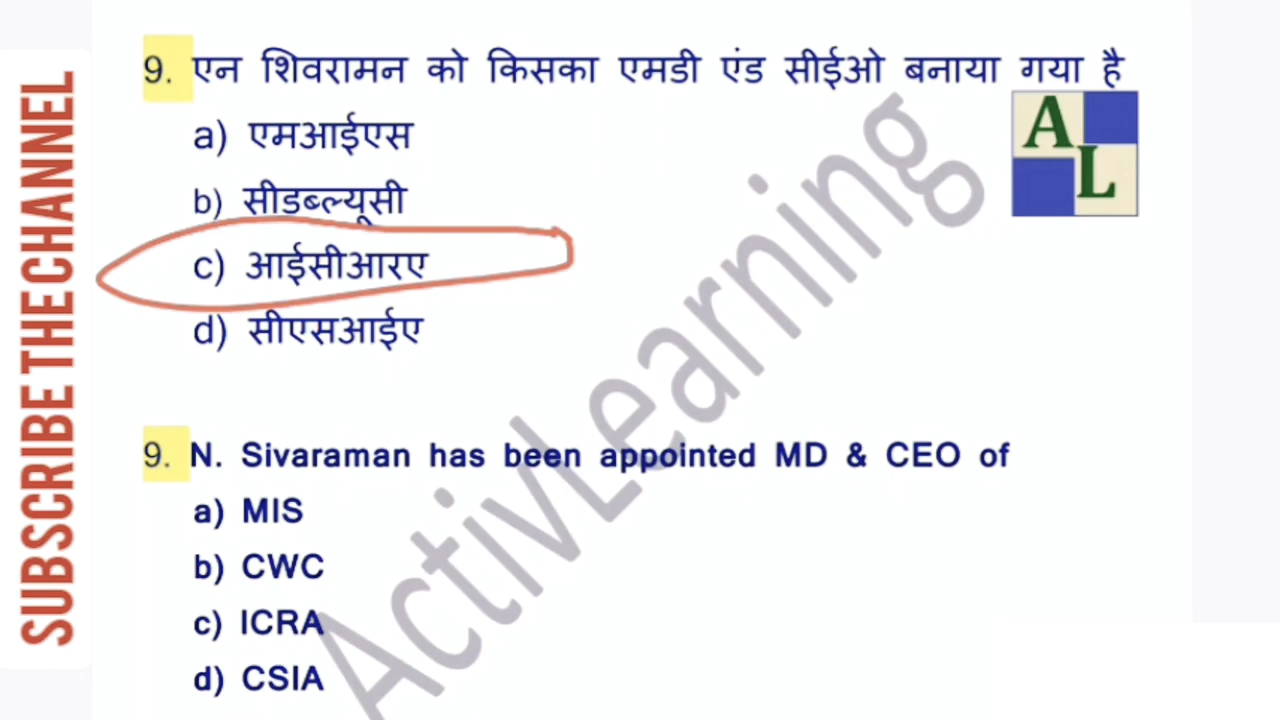 SUBSCRIBE THE CHANNEL
9. एन शिवरामन को किसका एमडी एंड सीईओ बनाया गया है
a) एमआईएस
b) सीडब्ल्यूसी
c) आईसीआरए
d) सीएसआईए
A
L
9. N. Sivaraman has been appointed MD & CEO of
a) MIS
b) CWC
c) ICRA
d) CSIA
ActivLearning